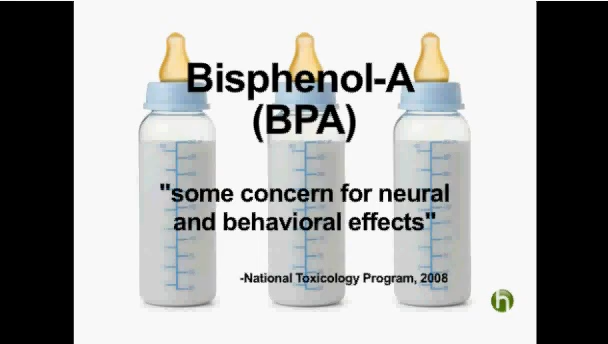 Bisphenol-A
(BPA)
"some concern for neural
and behavioral effects"
-National Toxicology Program, 2008
h